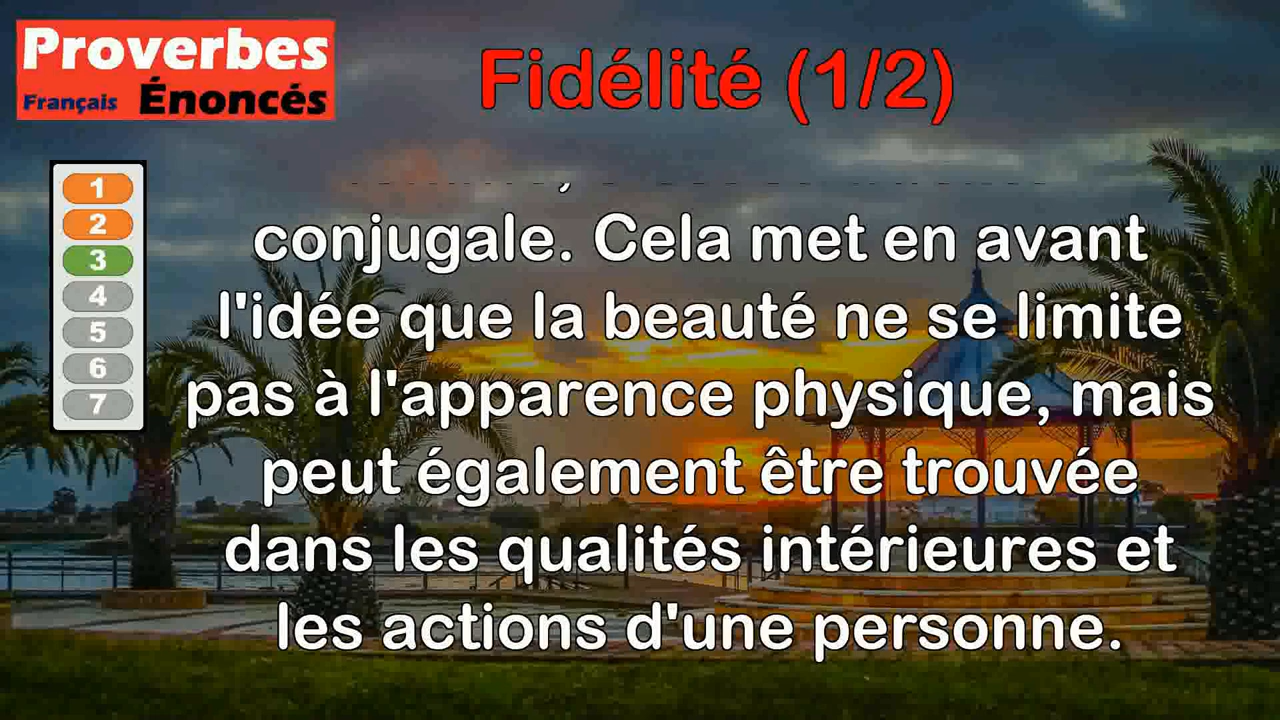 Proverbes
Français Énoncés
Fidélité (1/2)
1
2
3
4
5
6
7
conjugale. Cela met en avant
l'idée que la beauté ne se limite
pas à l'apparence physique, mais
peut également être trouvée
dans les qualités intérieures et
les actions d'une personne.